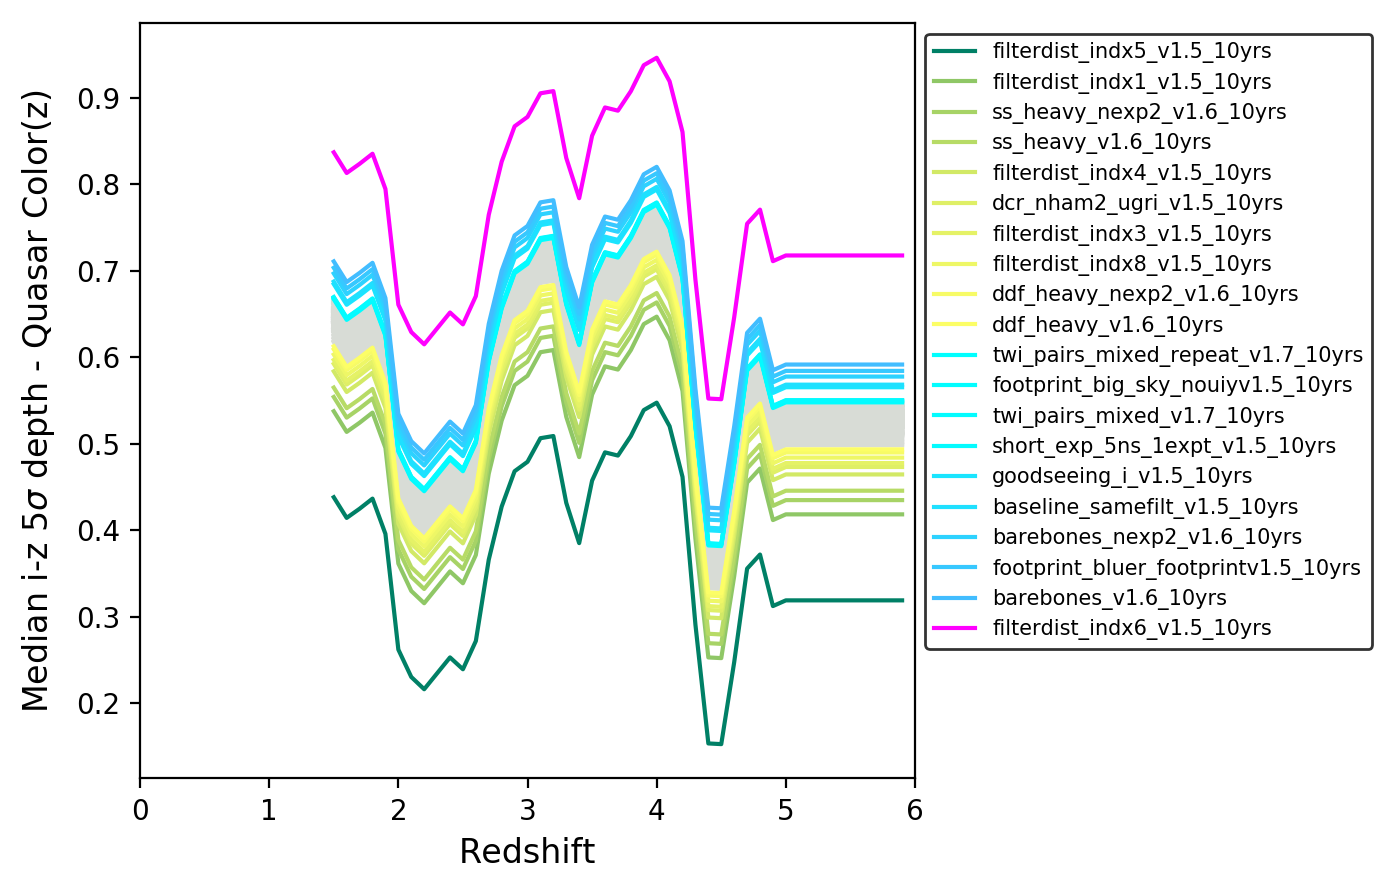 Median i-z 5σ depth - Quasar Color(z)
0.9
0.8
0.7
0.6
0.5
0.4
0.3
0.2
0 1 2 3 4 5 6
Redshift
filterdist_indx5_v1.5_10yrs
filterdist_indx1_v1.5_10yrs
ss_heavy_nexp2_v1.6_10yrs
ss_heavy_v1.6_10yrs
filterdist_indx4_v1.5_10yrs
dcr_nham2_ugri_v1.5_10yrs
filterdist_indx3_v1.5_10yrs
filterdist_indx8_v1.5_10yrs
ddf_heavy_nexp2_v1.6_10yrs
ddf_heavy_v1.6_10yrs
twi_pairs_mixed_repeat_v1.7_10yrs
footprint_big_sky_nouiyv1.5_10yrs
twi_pairs_mixed_v1.7_10yrs
short_exp_5ns_1expt_v1.5_10yrs
goodseeing_i_v1.5_10yrs
baseline_samefilt_v1.5_10yrs
barebones_nexp2_v1.6_10yrs
footprint_bluer_footprintv1.5_10yrs
barebones_v1.6_10yrs
filterdist_indx6_v1.5_10yrs